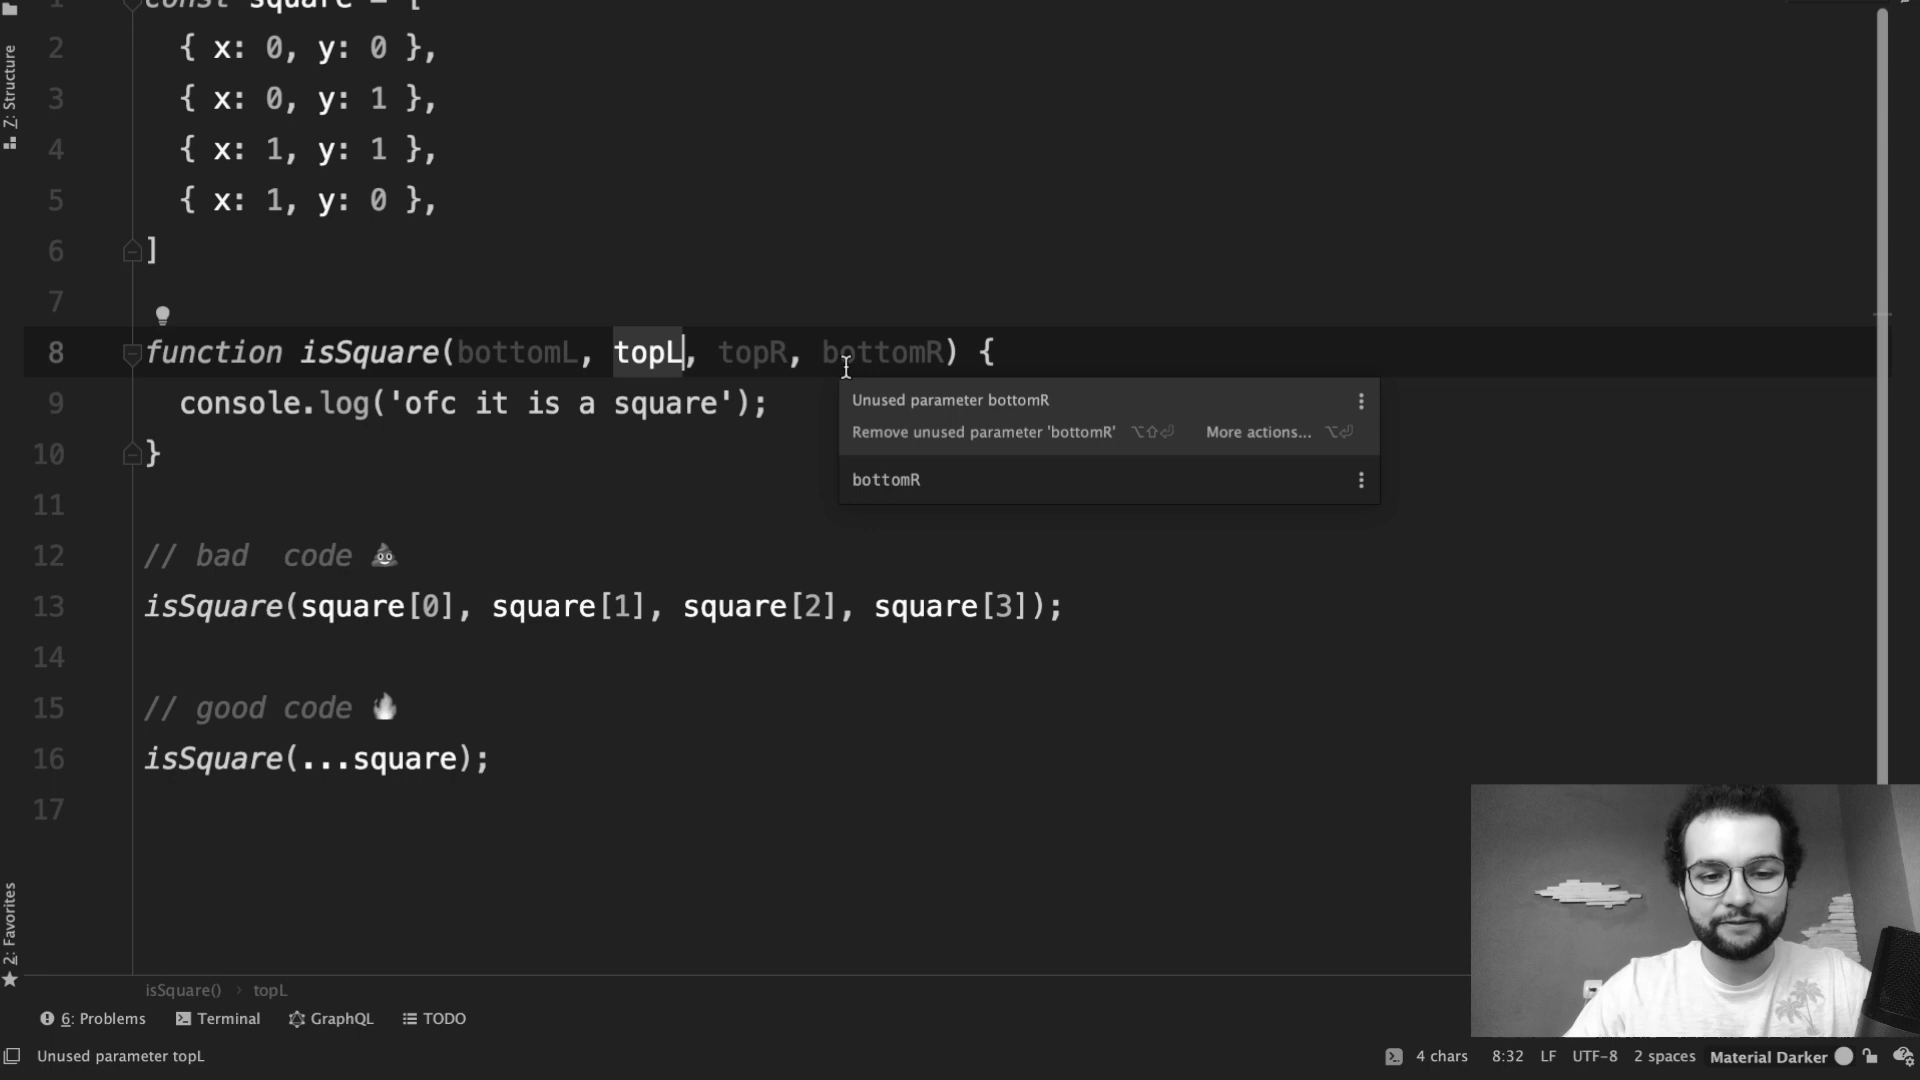 1 const square = [
2 { x: 0, y: 0 },
3 { x: 0, y: 1 },
4 { x: 1, y: 1 },
5 { x: 1, y: 0 },
6 ]
7
8 function isSquare(bottomL, topL, topR, bottomR) {
9 console.log('ofc it is a square');
10 }
11
12 // bad  code 💩
13 isSquare(square[0], square[1], square[2], square[3]);
14
15 // good code 🔥
16 isSquare(...square);
17
Unused parameter bottomR
Remove unused parameter 'bottomR' ⌥⇧⏎ More actions... ⌥⏎
bottomR
7: Structure
2: Favorites
isSquare() › topL
6: Problems Terminal GraphQL TODO
Unused parameter topL 4 chars 8:32 LF UTF-8 2 spaces Material Darker